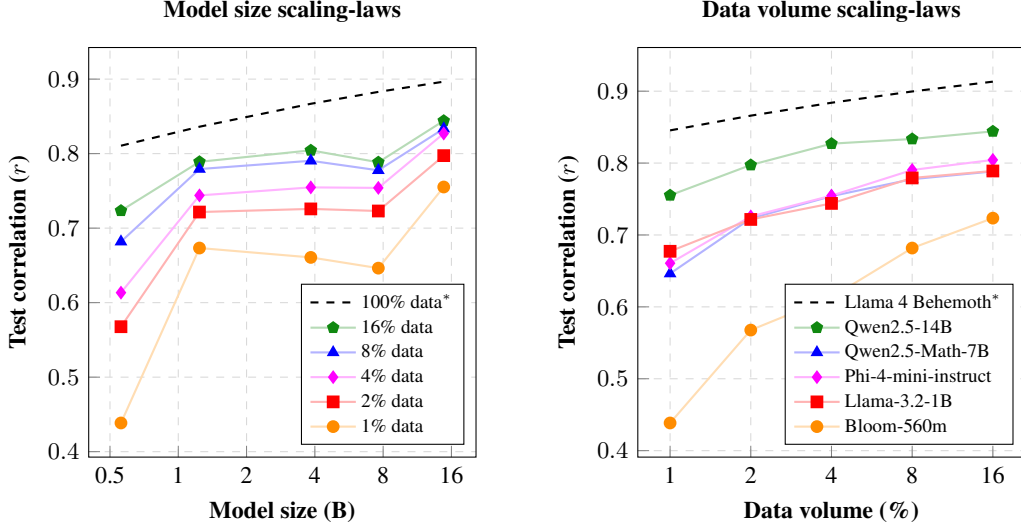 Model size scaling-laws
0.9
0.8
0.7
0.6
0.5
0.4
Test correlation (r)
100% data*
16% data
8% data
4% data
2% data
1% data
0.5 1 2 4 8 16
Model size (B)
Data volume scaling-laws
0.9
0.8
0.7
0.6
0.5
0.4
Test correlation (r)
Llama 4 Behemoth*
Qwen2.5-14B
Qwen2.5-Math-7B
Phi-4-mini-instruct
Llama-3.2-1B
Bloom-560m
1 2 4 8 16
Data volume (%)